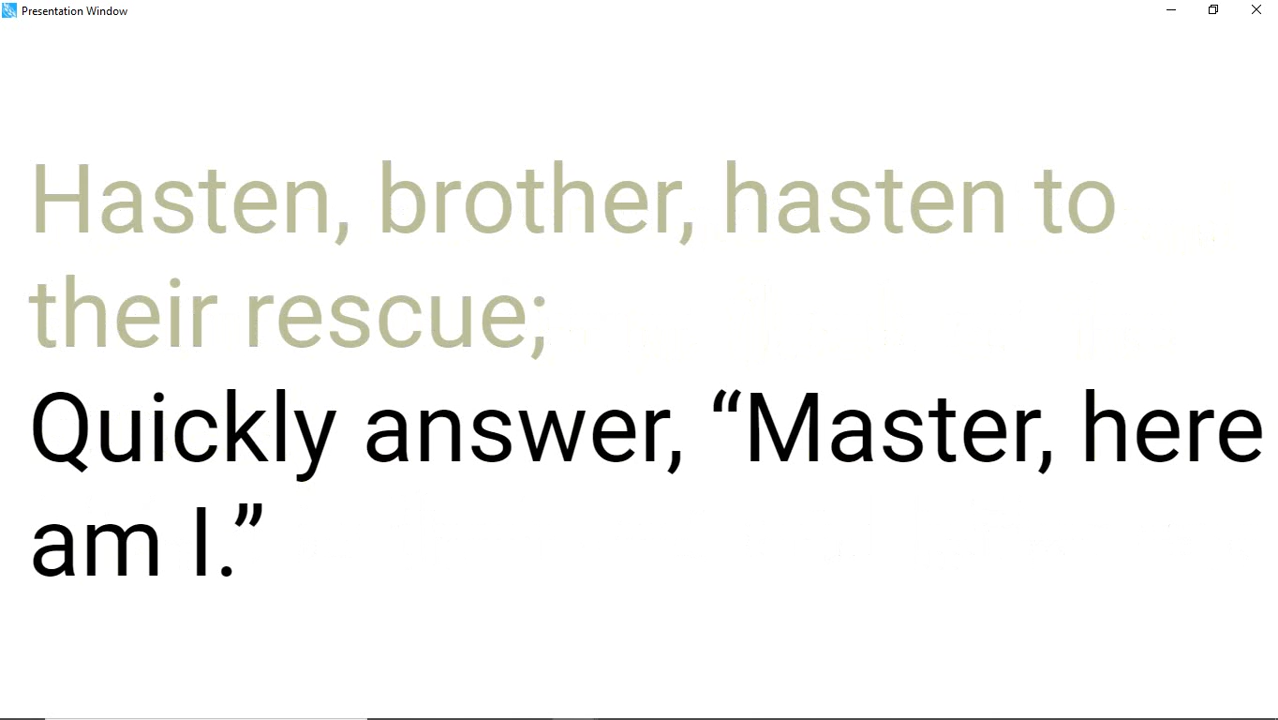 Presentation Window
Hasten, brother, hasten to
their rescue;
Quickly answer, “Master, here
am I.”